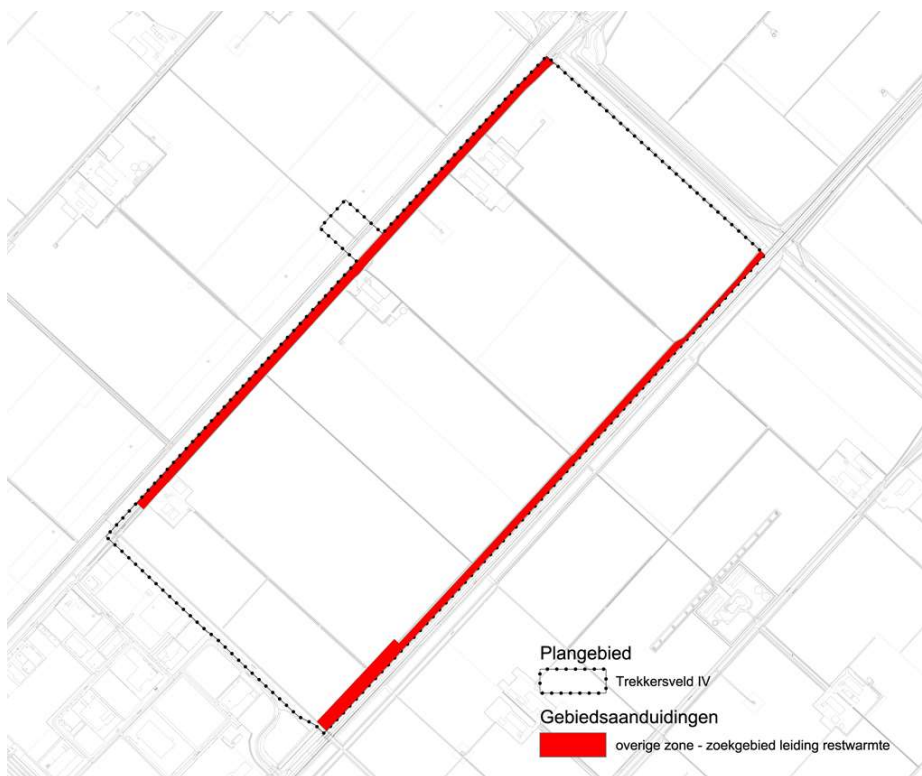 Plangebied
Trekkersveld IV
Gebiedsaanduidingen
overige zone - zoekgebied leiding restwarmte